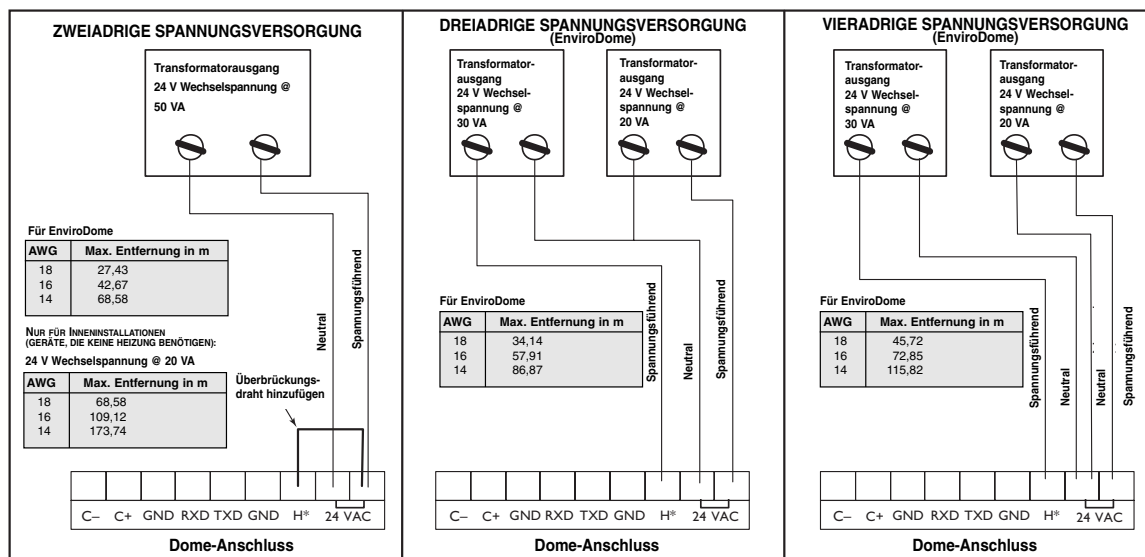 ZWEIADRIGE SPANNUNGSVERSORGUNG
Transformatorausgang
24 V Wechselspannung @
50 VA
Für EnviroDome
AWG Max. Entfernung in m
18 27,43
16 42,67
14 68,58
NUR FÜR INNENINSTALLATIONEN
(GERÄTE, DIE KEINE HEIZUNG BENÖTIGEN):
24 V Wechselspannung @ 20 VA
AWG Max. Entfernung in m
18 68,58
16 109,12
14 173,74
Überbrückungs-
draht hinzufügen
Neutral
Spannungsführend
C– C+ GND RXD TXD GND H* 24 VAC
Dome-Anschluss
DREIADRIGE SPANNUNGSVERSORGUNG
(EnviroDome)
Transformator-
ausgang
24 V Wechsel-
spannung @
30 VA
Transformator-
ausgang
24 V Wechsel-
spannung @
20 VA
Für EnviroDome
AWG Max. Entfernung in m
18 34,14
16 57,91
14 86,87
Spannungsführend
Neutral
Spannungsführend
C– C+ GND RXD TXD GND H* 24 VAC
Dome-Anschluss
VIERADRIGE SPANNUNGSVERSORGUNG
(EnviroDome)
Transformator-
ausgang
24 V Wechsel-
spannung @
30 VA
Transformator-
ausgang
24 V Wechsel-
spannung @
20 VA
Für EnviroDome
AWG Max. Entfernung in m
18 45,72
16 72,85
14 115,82
Spannungsführend
Neutral
Neutral
Spannungsführend
C– C+ GND RXD TXD GND H* 24 VAC
Dome-Anschluss